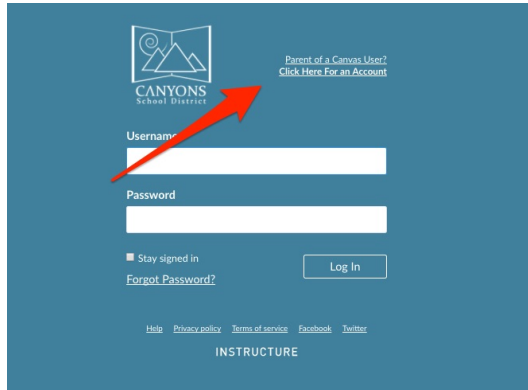 CANYONS
School District
Parent of a Canvas User?
Click Here For an Account
Username
Password
Stay signed in
Log In
Forgot Password?
Help Privacy policy Terms of service Facebook Twitter
INSTRUCTURE